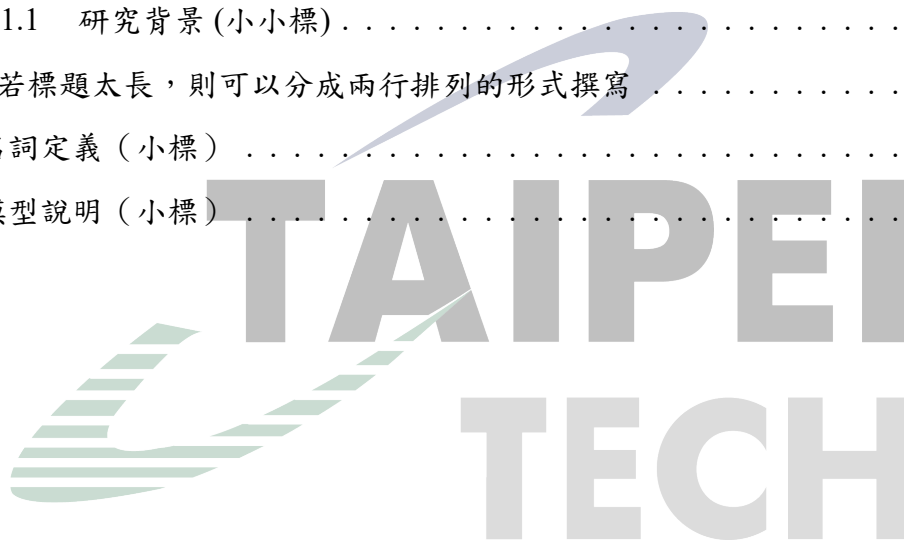 1.1 研究背景 (小小標) . . . . . . . . . . . . . . . . . . . . . . . .
若標題太長，則可以分成兩行排列的形式撰寫 . . . . . . . . . . .
詞定義（小標） . . . . . . . . . . . . . . . . . . . . . . . . . . . .
型說明（小標） . . . . . . . . . . . . . . . . . . . . . . . . . . . .
TAIPEI
TECH